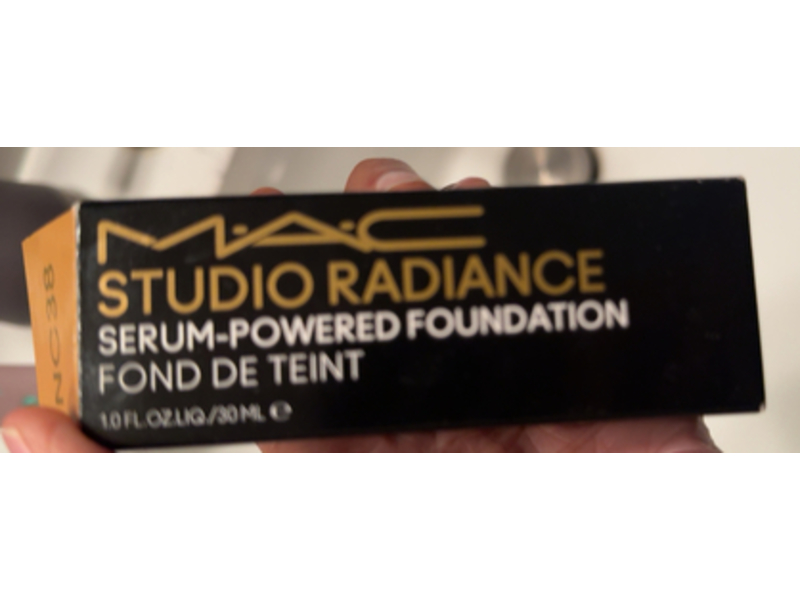 M·A·C
STUDIO RADIANCE
SERUM-POWERED FOUNDATION
FOND DE TEINT
1.0 FL.OZ.LIQ./30 ML ℮
NC38